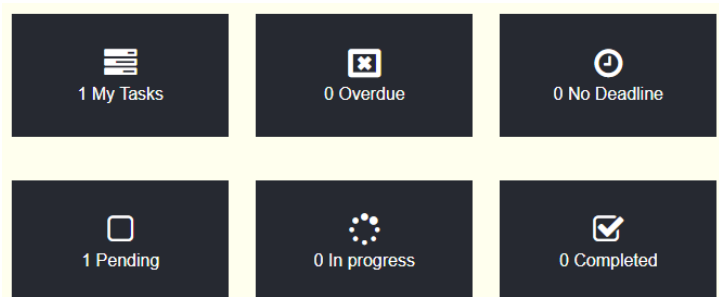 1 My Tasks
0 Overdue
0 No Deadline
1 Pending
0 In progress
0 Completed